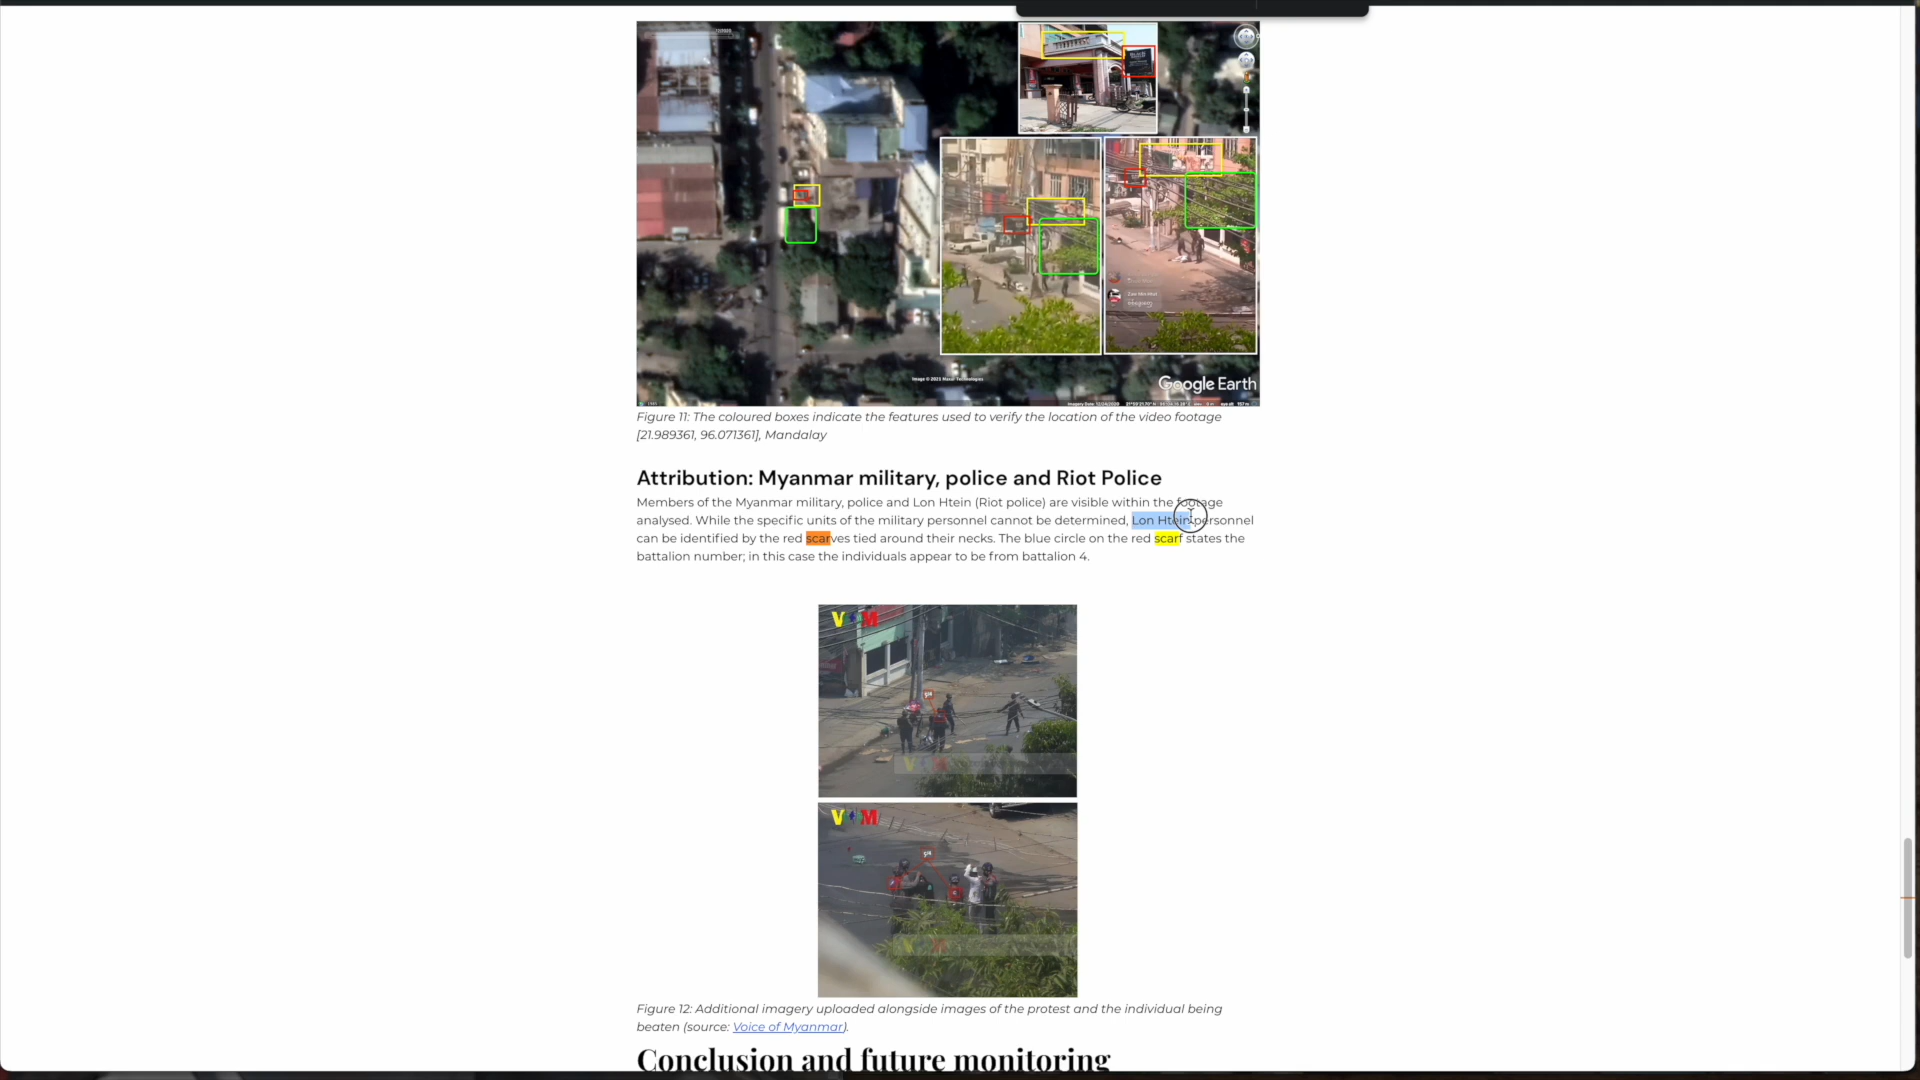 Image © 2021 Maxar Technologies
Google Earth
Figure 11: The coloured boxes indicate the features used to verify the location of the video footage
[21.989361, 96.071361], Mandalay
Attribution: Myanmar military, police and Riot Police
Members of the Myanmar military, police and Lon Htein (Riot police) are visible within the footage
analysed. While the specific units of the military personnel cannot be determined, Lon Htein personnel
can be identified by the red scarves tied around their necks. The blue circle on the red scarf states the
battalion number; in this case the individuals appear to be from battalion 4.
Figure 12: Additional imagery uploaded alongside images of the protest and the individual being
beaten (source: Voice of Myanmar).
Conclusion and future monitoring